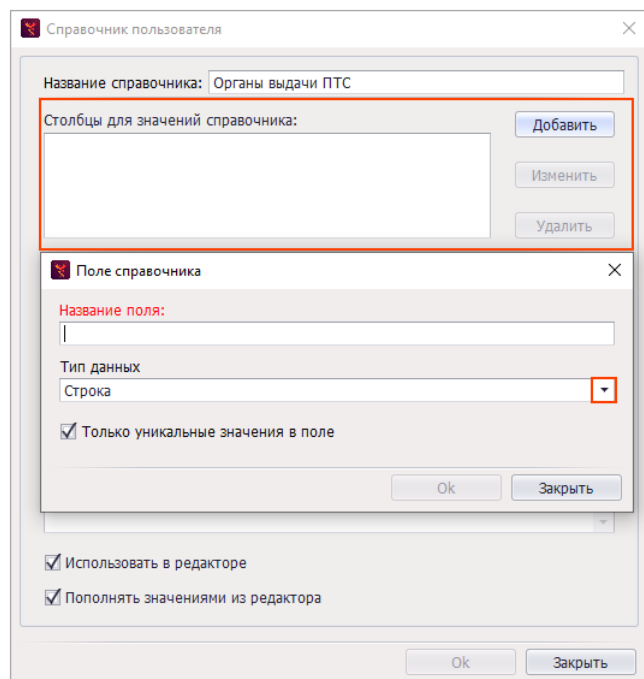 Справочник пользователя
Название справочника: Органы выдачи ПТС
Столбцы для значений справочника:
Добавить
Изменить
Удалить
Поле справочника
Название поля:
Тип данных
Строка
Только уникальные значения в поле
Ok Закрыть
Использовать в редакторе
Пополнять значениями из редактора
Ok Закрыть